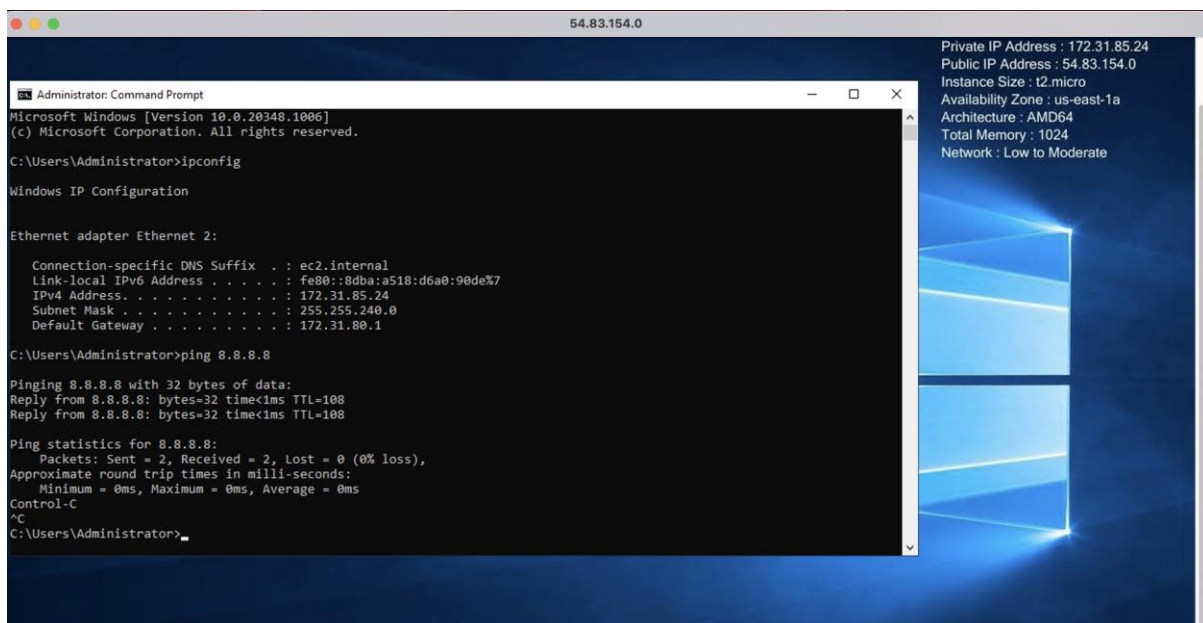 54.83.154.0
Private IP Address : 172.31.85.24
Public IP Address : 54.83.154.0
Instance Size : t2.micro
Availability Zone : us-east-1a
Architecture : AMD64
Total Memory : 1024
Network : Low to Moderate
Administrator: Command Prompt
Microsoft Windows [Version 10.0.20348.1006]
(c) Microsoft Corporation. All rights reserved.
C:\Users\Administrator>ipconfig
Windows IP Configuration
Ethernet adapter Ethernet 2:
Connection-specific DNS Suffix . : ec2.internal
Link-local IPv6 Address . . . . . : fe80::8dba:a518:d6a0:90de%7
IPv4 Address. . . . . . . . . . . : 172.31.85.24
Subnet Mask . . . . . . . . . . . : 255.255.240.0
Default Gateway . . . . . . . . . : 172.31.80.1
C:\Users\Administrator>ping 8.8.8.8
Pinging 8.8.8.8 with 32 bytes of data:
Reply from 8.8.8.8: bytes=32 time<1ms TTL=108
Reply from 8.8.8.8: bytes=32 time<1ms TTL=108
Ping statistics for 8.8.8.8:
Packets: Sent = 2, Received = 2, Lost = 0 (0% loss),
Approximate round trip times in milli-seconds:
Minimum = 0ms, Maximum = 0ms, Average = 0ms
Control-C
^C
C:\Users\Administrator>